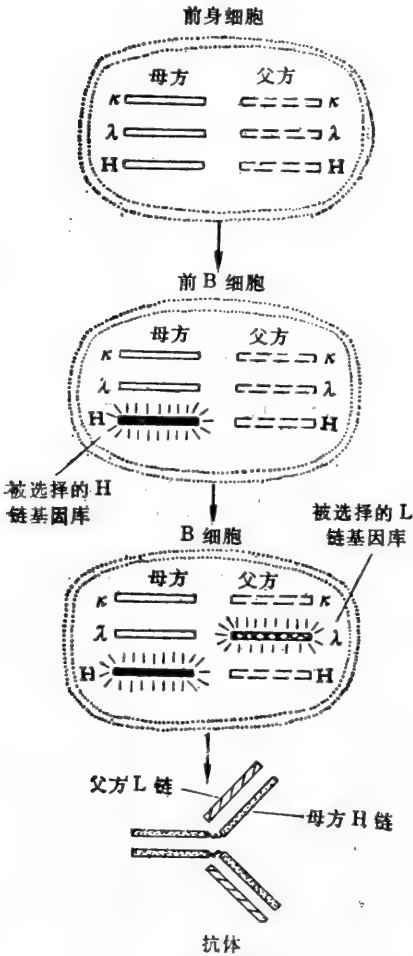 前身细胞
母方 父方
κ κ
λ λ
H H
前B细胞
母方 父方
κ κ
λ λ
H H
被选择的H
链基因库
被选择的L
链基因库
B细胞
母方 父方
κ κ
λ λ
H H
父方L链
母方H链
抗体